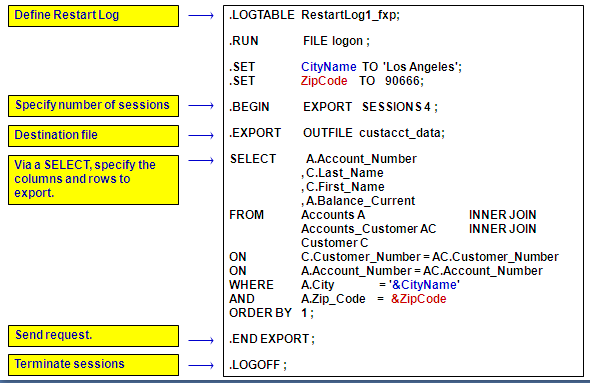 Define Restart Log
.LOGTABLE RestartLog1_fxp;
.RUN FILE logon ;
.SET CityName TO 'Los Angeles';
.SET ZipCode TO 90666;
Specify number of sessions
.BEGIN EXPORT SESSIONS 4 ;
Destination file
.EXPORT OUTFILE custacct_data;
Via a SELECT, specify the
columns and rows to
export.
SELECT A.Account_Number
, C.Last_Name
, C.First_Name
, A.Balance_Current
FROM Accounts A INNER JOIN
Accounts_Customer AC INNER JOIN
Customer C
ON C.Customer_Number = AC.Customer_Number
ON A.Account_Number = AC.Account_Number
WHERE A.City = '&CityName'
AND A.Zip_Code = &ZipCode
ORDER BY 1 ;
Send request.
.END EXPORT ;
Terminate sessions
.LOGOFF ;